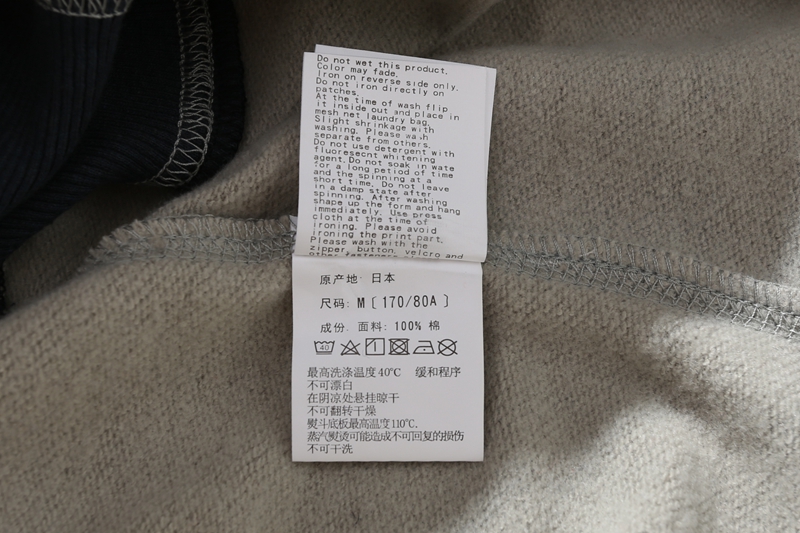 Do not wet this product.
Color may fade.
Iron on reverse side only.
Do not iron directly on
patches.
At the time of wash flip
it inside out and place in
mesh net laundry bag.
Slight shrinkage with
washing. Please wash
separate from others.
Do not use detergent with
fluoresecnt whitening
agent. Do not soak in wate
for a long petiod of time
and the spinning at a
short time. Do not leave
in a damp state after
spinning. After washing
shape up the form and hang
immediately. Use press
cloth at the time of
ironing. Please avoid
ironing the print part.
Please wash with the
zipper, button, velcro and
other fasteners
原产地: 日本
尺码: M [170/80A]
成份: 面料: 100% 棉
40
最高洗涤温度40℃ 缓和程序
不可漂白
在阴凉处悬挂晾干
不可翻转干燥
熨斗底板最高温度110℃.
蒸汽熨烫可能造成不可回复的损伤
不可干洗